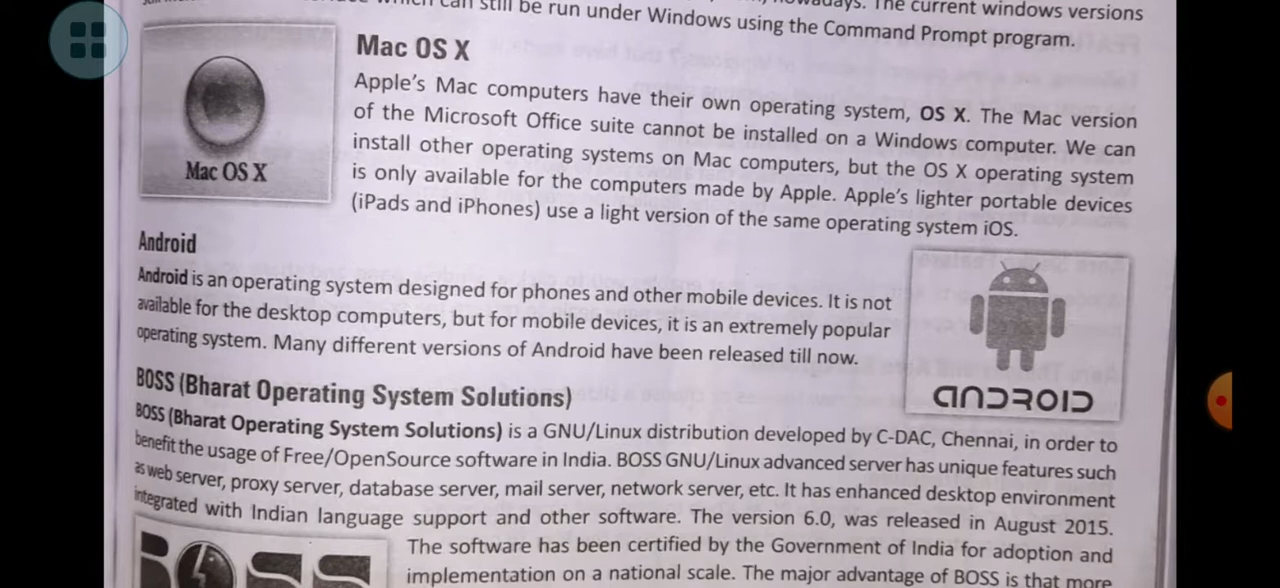 can still be run under Windows using the Command Prompt program.
nowadays. The current windows versions
Mac OS X
Mac OS X
Apple's Mac computers have their own operating system, OS X. The Mac version
of the Microsoft Office suite cannot be installed on a Windows computer. We can
install other operating systems on Mac computers, but the OS X operating system
is only available for the computers made by Apple. Apple's lighter portable devices
(iPads and iPhones) use a light version of the same operating system iOS.
Android
Android is an operating system designed for phones and other mobile devices. It is not
available for the desktop computers, but for mobile devices, it is an extremely popular
operating system. Many different versions of Android have been released till now.
ANDROID
BOSS (Bharat Operating System Solutions)
BOSS (Bharat Operating System Solutions) is a GNU/Linux distribution developed by C-DAC, Chennai, in order to
benefit the usage of Free/OpenSource software in India. BOSS GNU/Linux advanced server has unique features such
as web server, proxy server, database server, mail server, network server, etc. It has enhanced desktop environment
integrated with Indian language support and other software. The version 6.0, was released in August 2015.
BOSS
The software has been certified by the Government of India for adoption and
implementation on a national scale. The major advantage of BOSS is that more